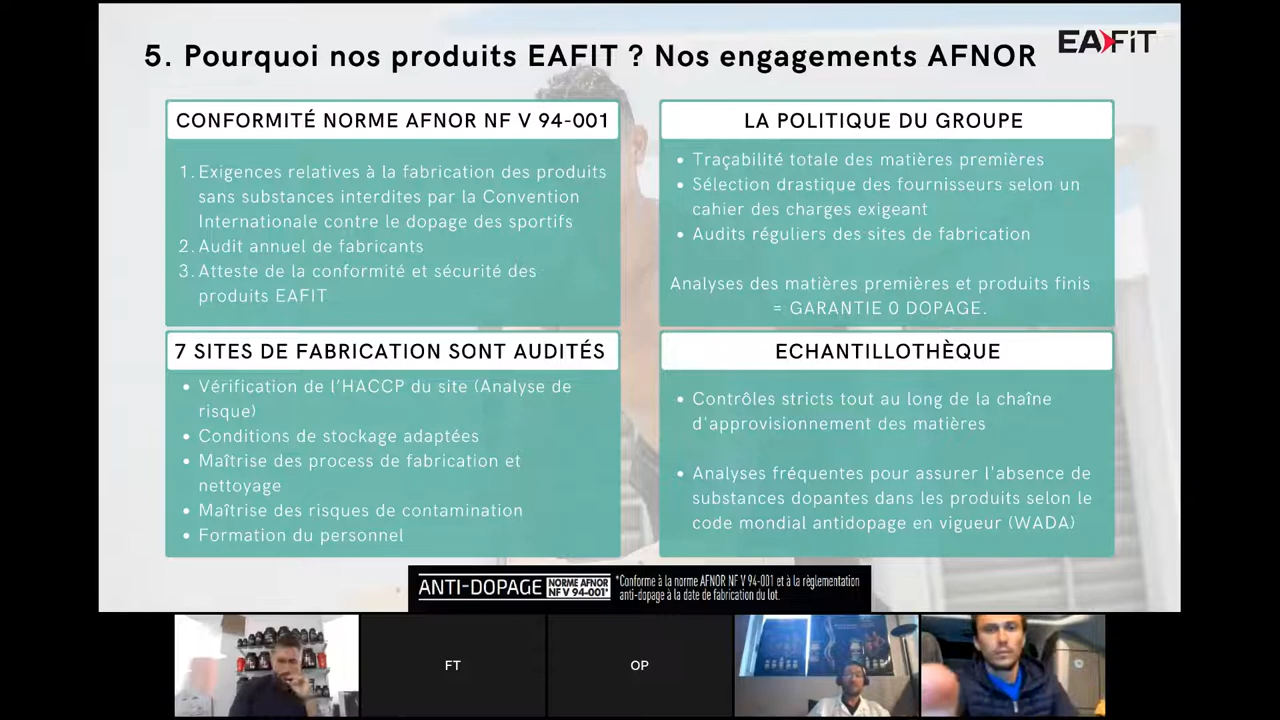 5. Pourquoi nos produits EAFIT ? Nos engagements AFNOR
EAFIT
CONFORMITÉ NORME AFNOR NF V 94-001
1. Exigences relatives à la fabrication des produits
sans substances interdites par la Convention
Internationale contre le dopage des sportifs
2. Audit annuel de fabricants
3. Atteste de la conformité et sécurité des
produits EAFIT
LA POLITIQUE DU GROUPE
• Traçabilité totale des matières premières
• Sélection drastique des fournisseurs selon un
cahier des charges exigeant
• Audits réguliers des sites de fabrication
Analyses des matières premières et produits finis
= GARANTIE 0 DOPAGE.
7 SITES DE FABRICATION SONT AUDITÉS
• Vérification de l'HACCP du site (Analyse de
risque)
• Conditions de stockage adaptées
• Maîtrise des process de fabrication et
nettoyage
• Maîtrise des risques de contamination
• Formation du personnel
ECHANTILLOTHÈQUE
• Contrôles stricts tout au long de la chaîne
d'approvisionnement des matières
• Analyses fréquentes pour assurer l'absence de
substances dopantes dans les produits selon le
code mondial antidopage en vigueur (WADA)
ANTI-DOPAGE
NORME AFNOR
NF V 94-001*
*Conforme à la norme AFNOR NF V 94-001 et à la règlementation
anti-dopage à la date de fabrication du lot.
FT
OP